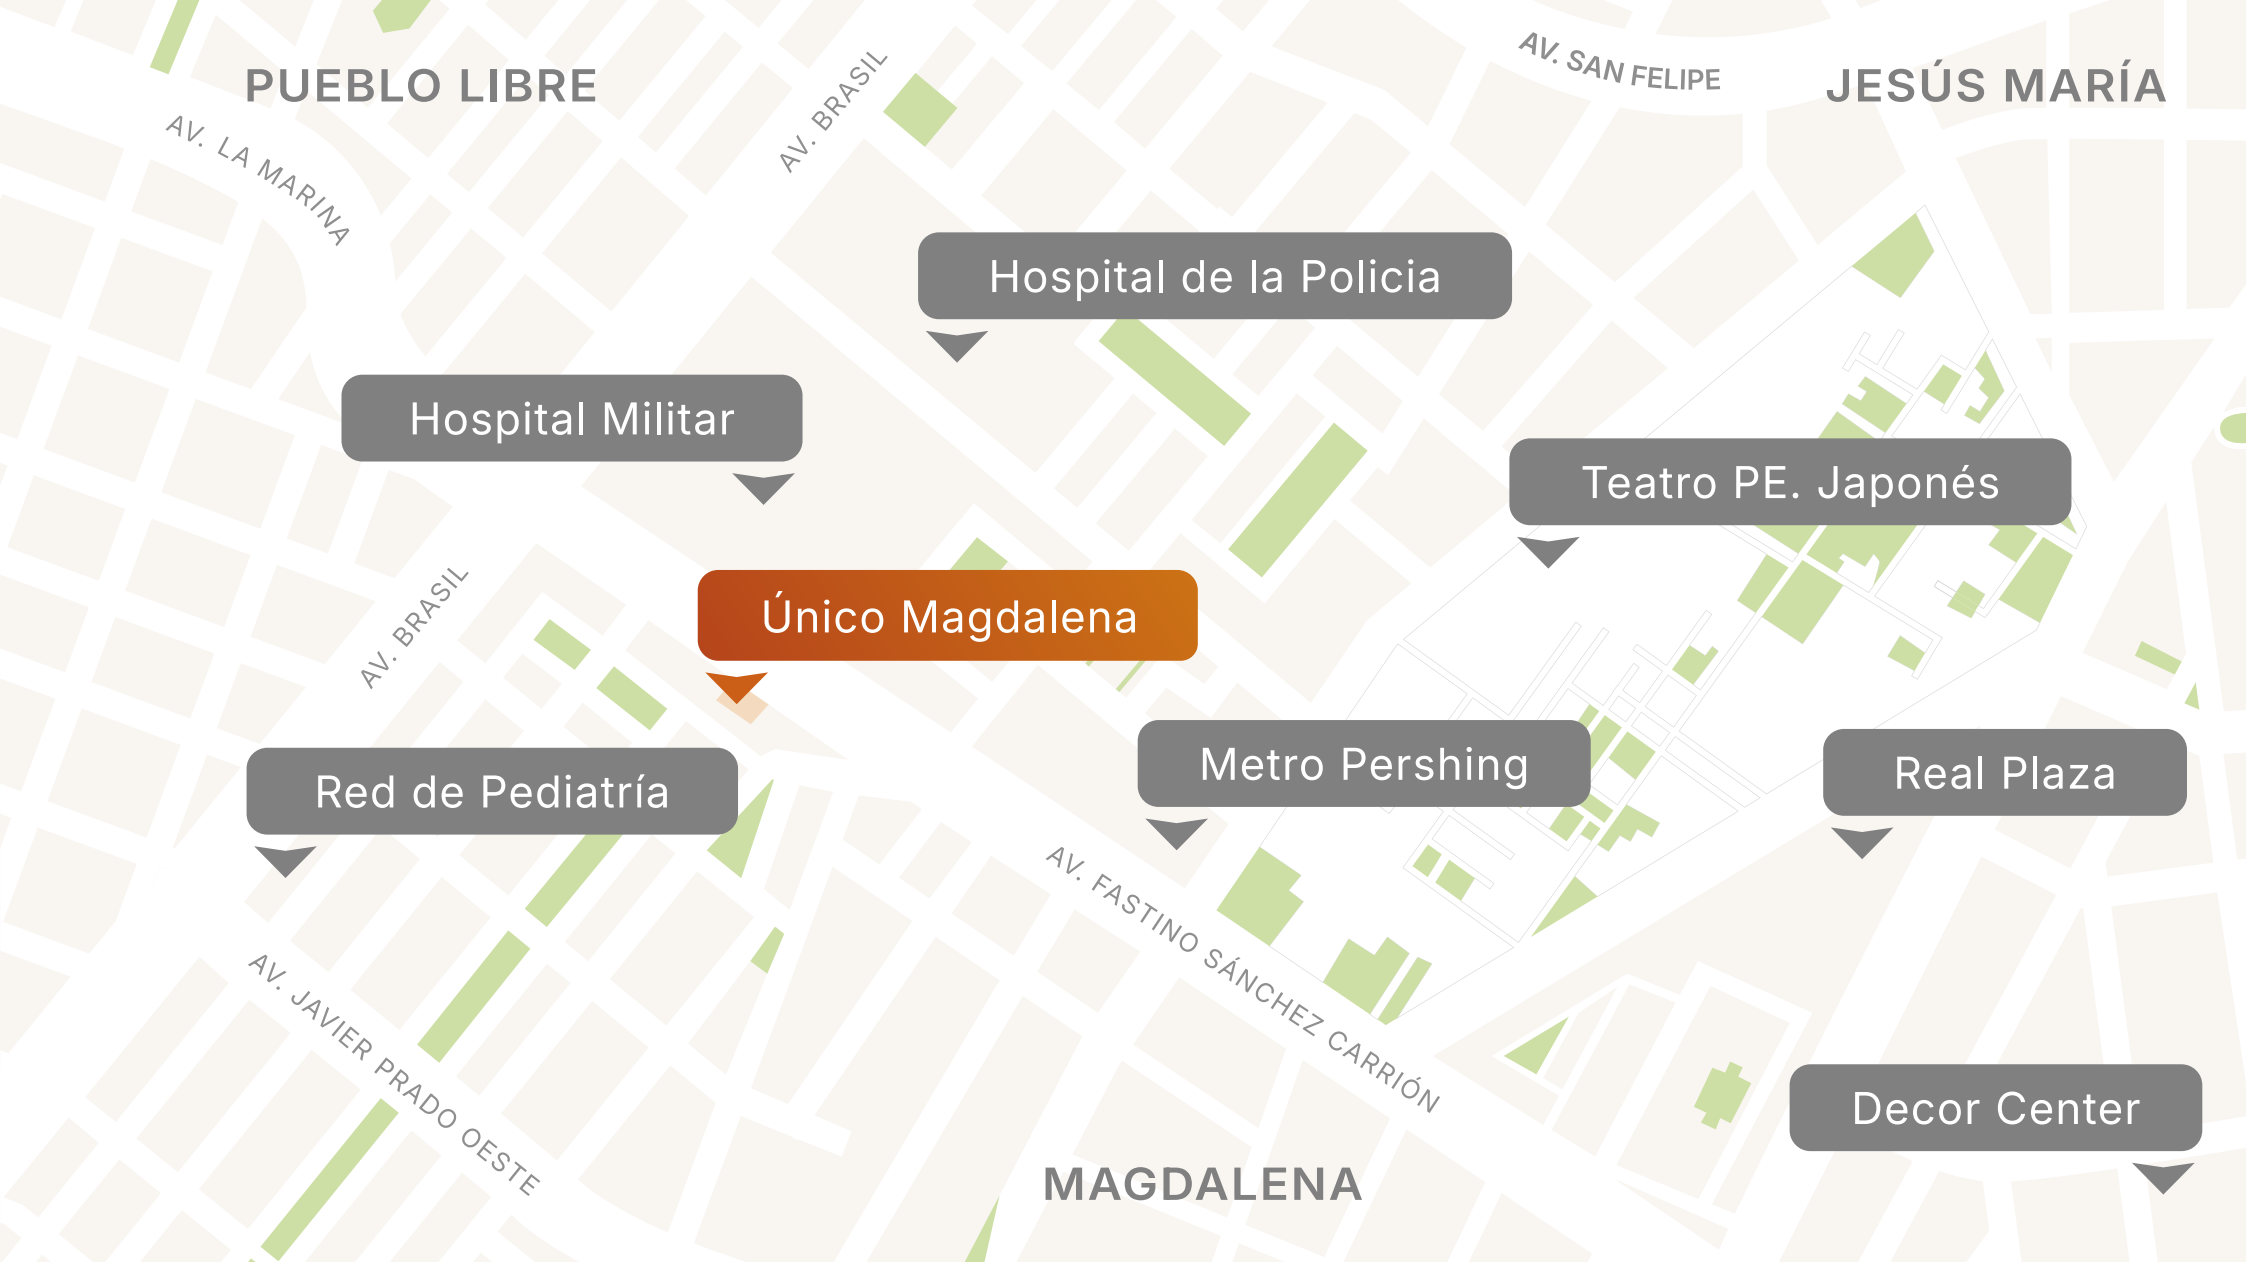 AV. SAN FELIPE
PUEBLO LIBRE
JESÚS MARÍA
AV. BRASIL
AV. LA MARINA
Hospital de la Policia
Hospital Militar
Teatro PE. Japonés
Único Magdalena
AV. BRASIL
Metro Pershing
Real Plaza
Red de Pediatría
AV. FASTINO SÁNCHEZ CARRIÓN
AV. JAVIER PRADO OESTE
Decor Center
MAGDALENA